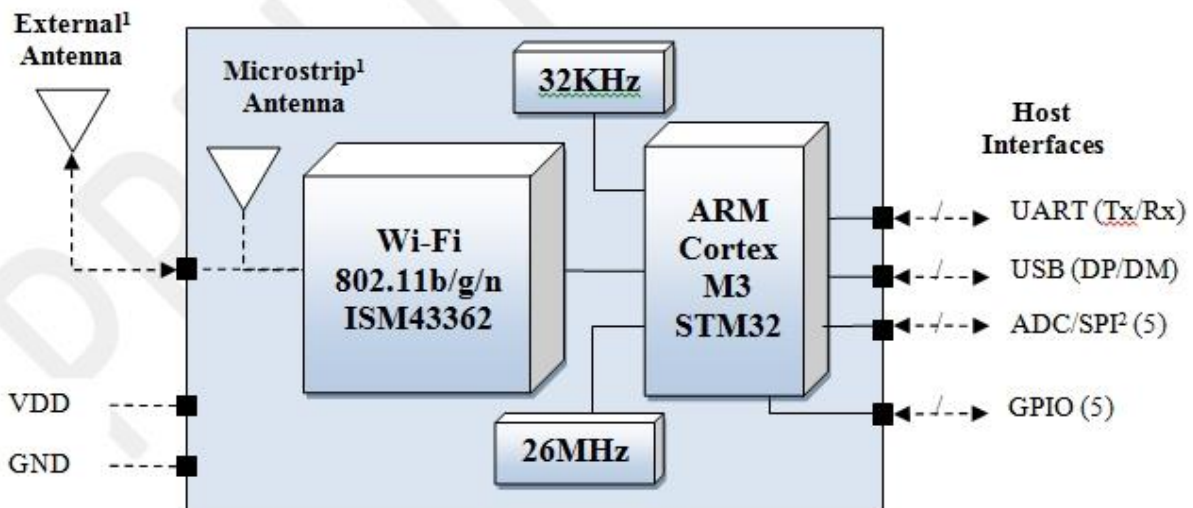 External¹
Antenna
Microstrip¹
Antenna
32KHz
Host
Interfaces
Wi-Fi
802.11b/g/n
ISM43362
ARM
Cortex
M3
STM32
UART (Tx/Rx)
USB (DP/DM)
ADC/SPI² (5)
GPIO (5)
VDD
GND
26MHz